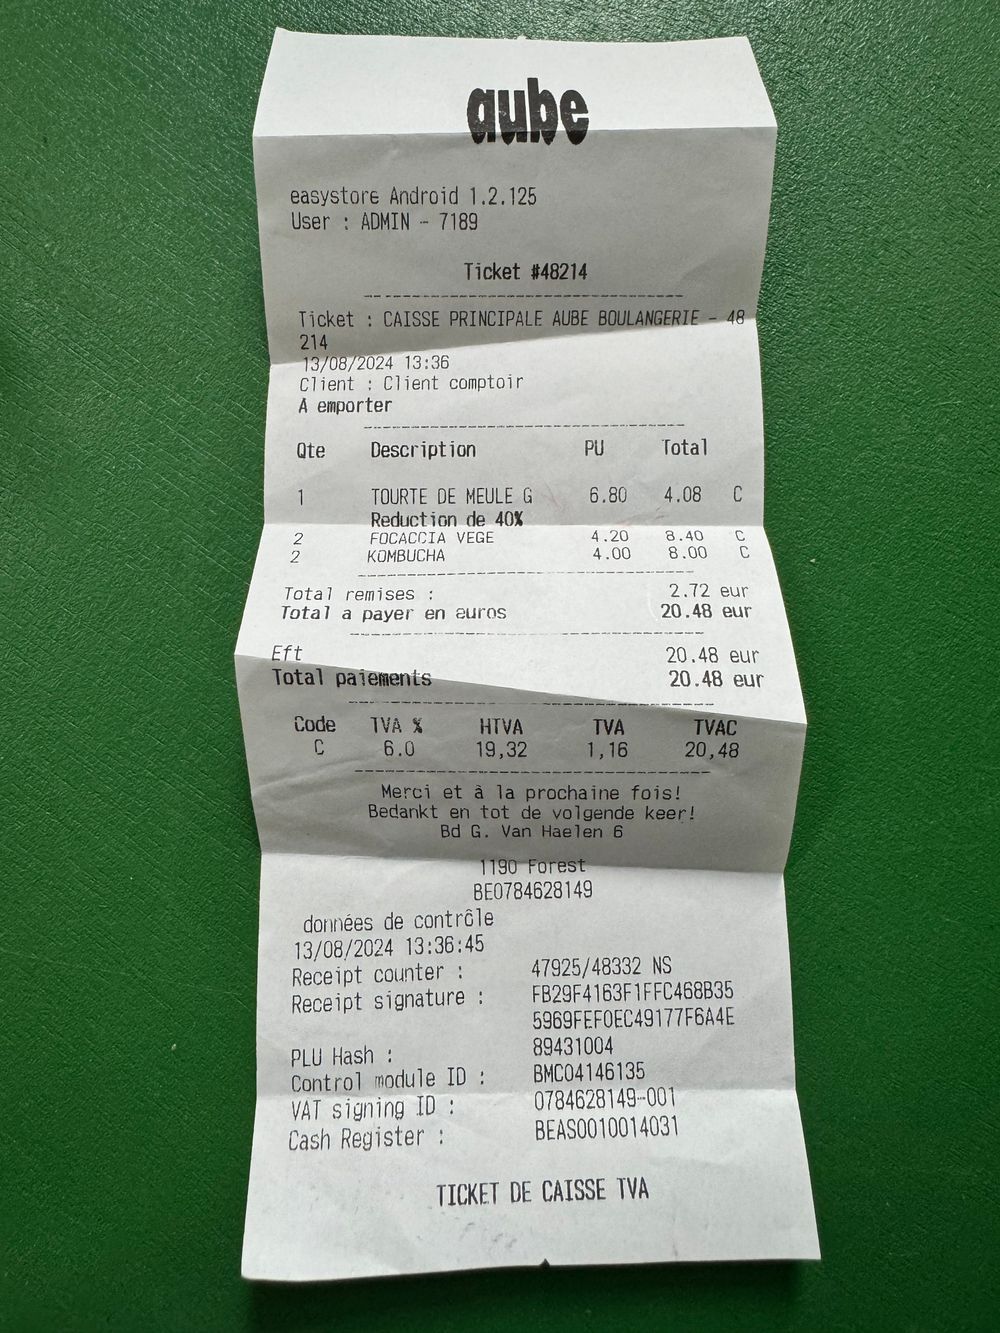 aube
easystore Android 1.2.125
User : ADMIN - 7189
Ticket #48214
Ticket : CAISSE PRINCIPALE AUBE BOULANGERIE - 48
214
13/08/2024 13:36
Client : Client comptoir
A emporter
Qte Description PU Total
1 TOURTE DE MEULE G 6.80 4.08 C
Reduction de 40%
2 FOCACCIA VEGE 4.20 8.40 C
2 KOMBUCHA 4.00 8.00 C
Total remises : 2.72 eur
Total a payer en euros 20.48 eur
Eft 20.48 eur
Total paiements 20.48 eur
Code TVA % HTVA TVA TVAC
C 6.0 19,32 1,16 20,48
Merci et à la prochaine fois!
Bedankt en tot de volgende keer!
Bd G. Van Haelen 6
1190 Forest
BE0784628149
données de contrôle
13/08/2024 13:36:45
Receipt counter : 47925/48332 NS
Receipt signature : FB29F4163F1FFC468B35
5969FEF0EC49177F6A4E
PLU Hash : 89431004
Control module ID : BMC04146135
VAT signing ID : 0784628149-001
Cash Register : BEAS0010014031
TICKET DE CAISSE TVA